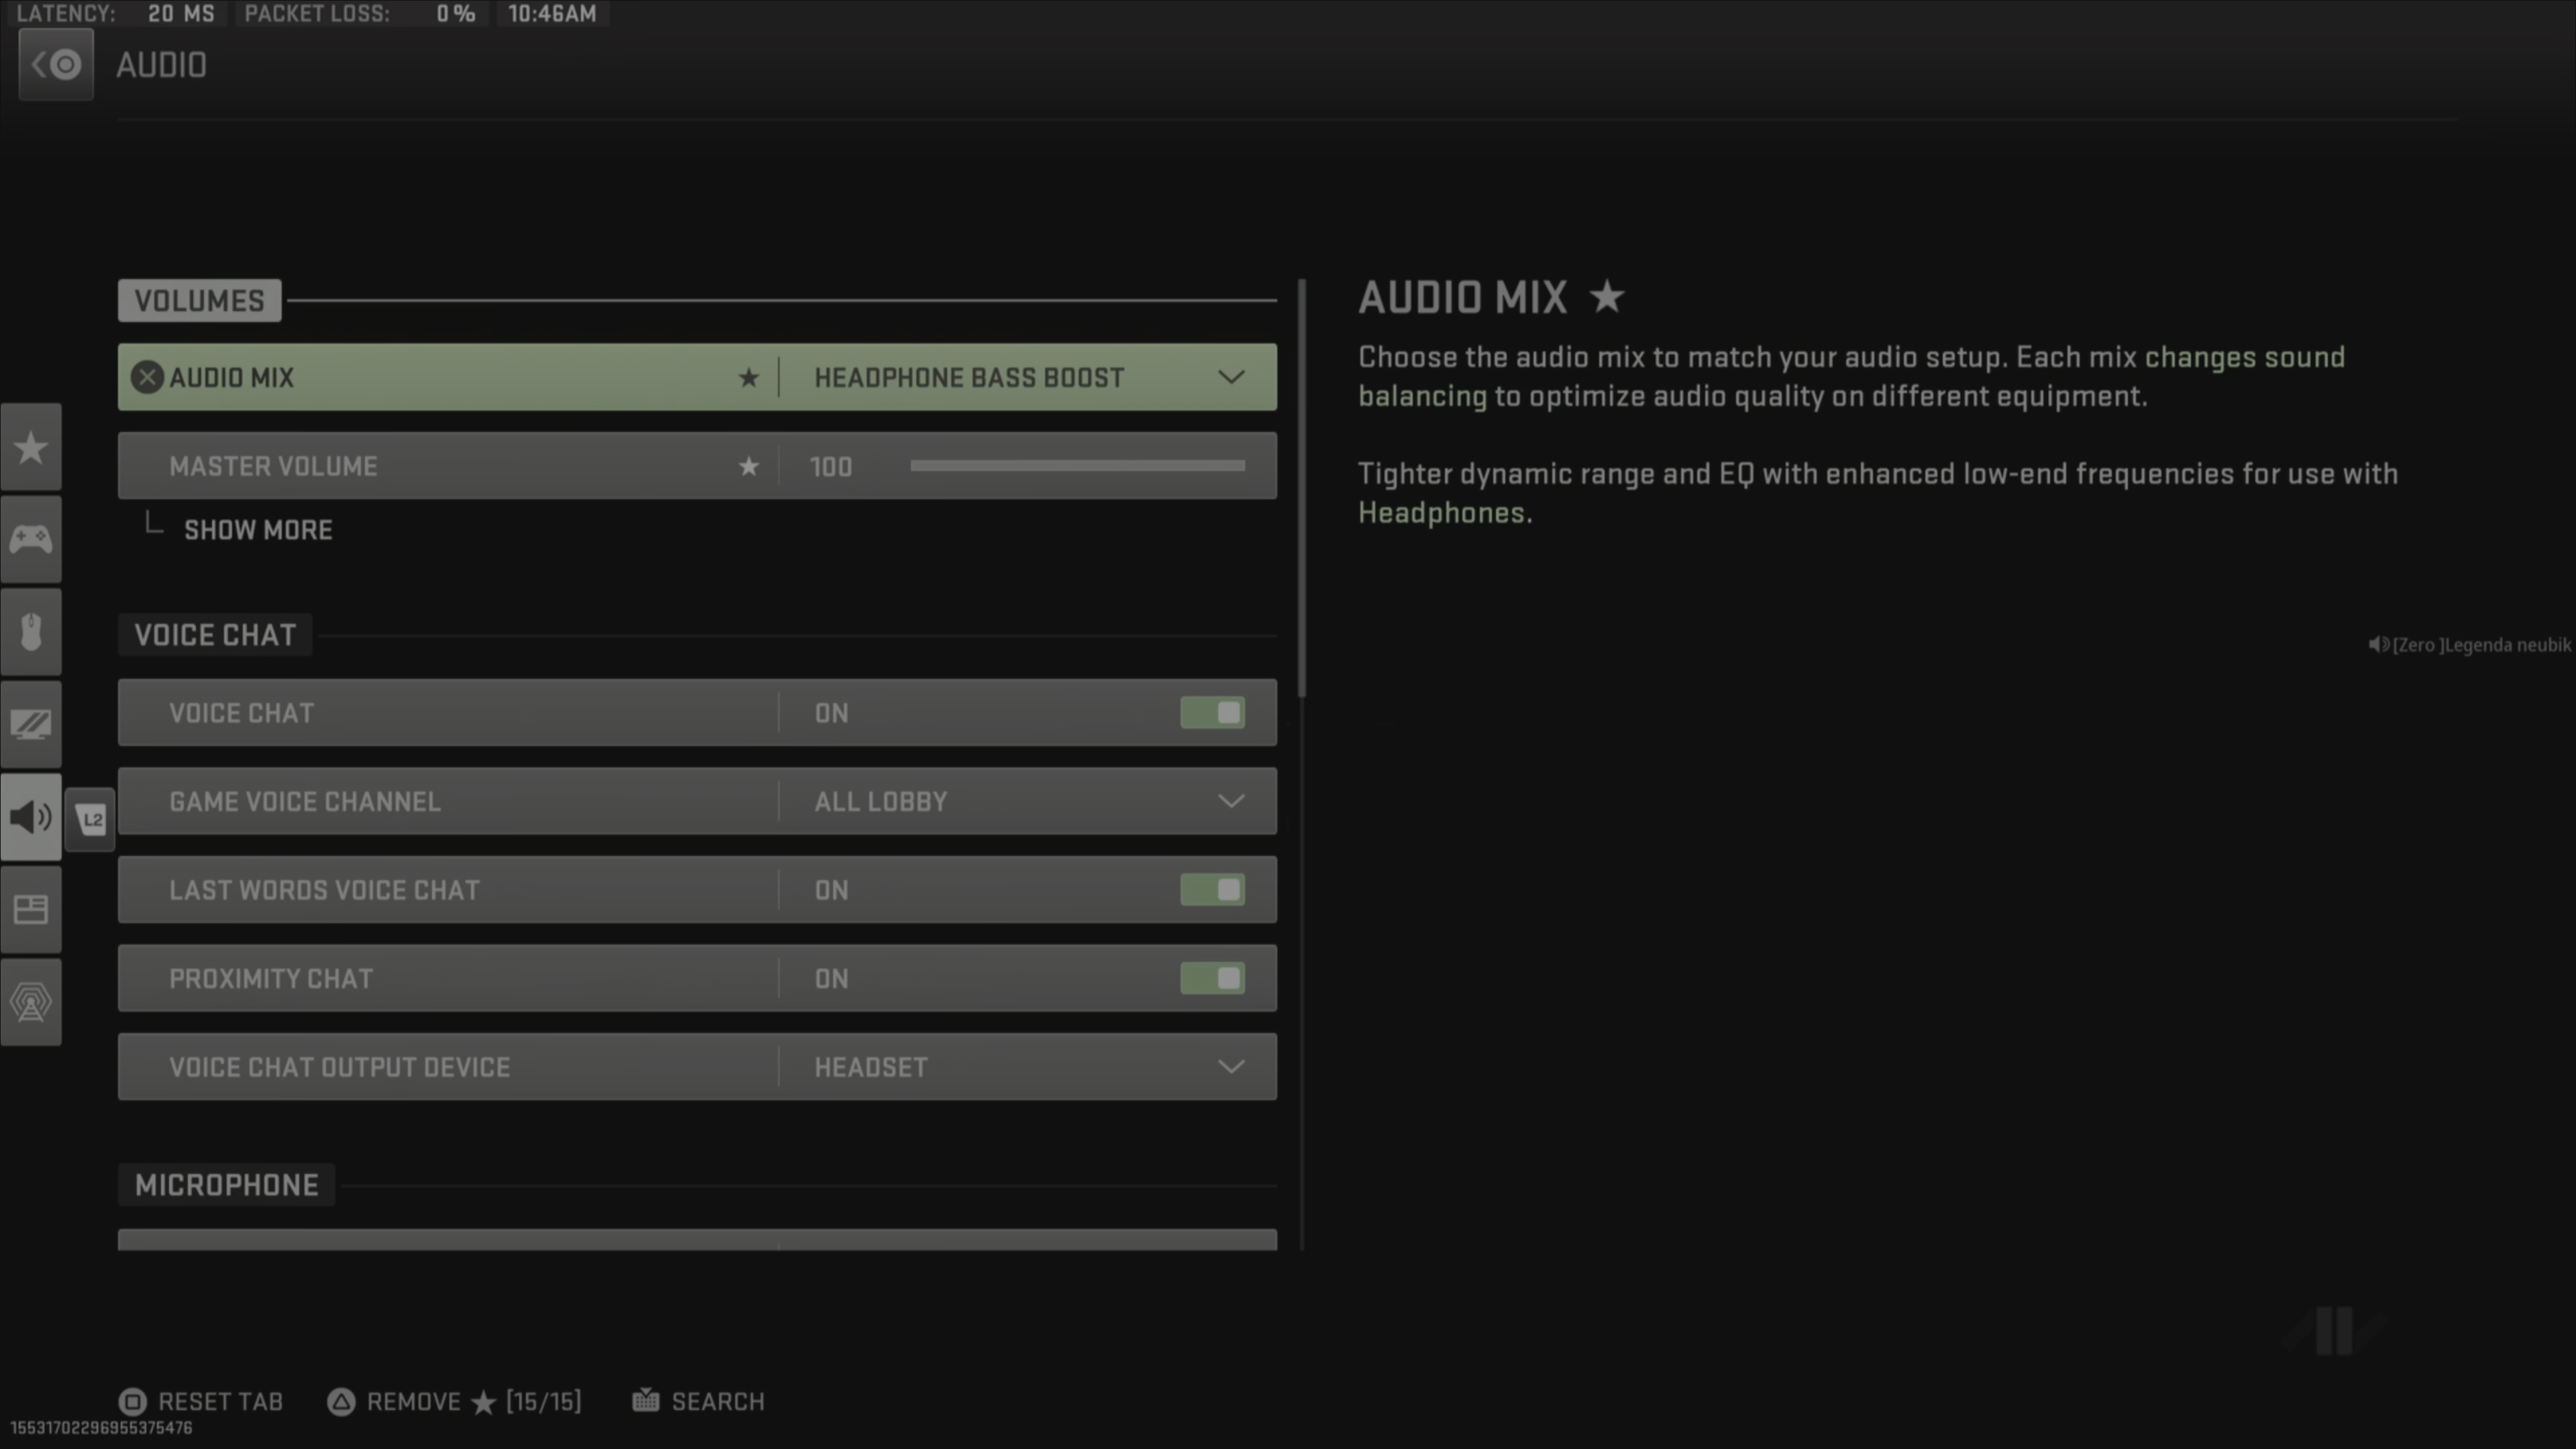 LATENCY: 20 MS PACKET LOSS: 0% 10:46AM
AUDIO
VOLUMES
AUDIO MIX HEADPHONE BASS BOOST
MASTER VOLUME 100
SHOW MORE
VOICE CHAT
VOICE CHAT ON
GAME VOICE CHANNEL ALL LOBBY
L2
LAST WORDS VOICE CHAT ON
PROXIMITY CHAT ON
VOICE CHAT OUTPUT DEVICE HEADSET
MICROPHONE
AUDIO MIX
Choose the audio mix to match your audio setup. Each mix changes sound
balancing to optimize audio quality on different equipment.
Tighter dynamic range and EQ with enhanced low-end frequencies for use with
Headphones.
[Zero ]Legenda neubik
RESET TAB REMOVE ★ [15/15] SEARCH
15531702296955375476